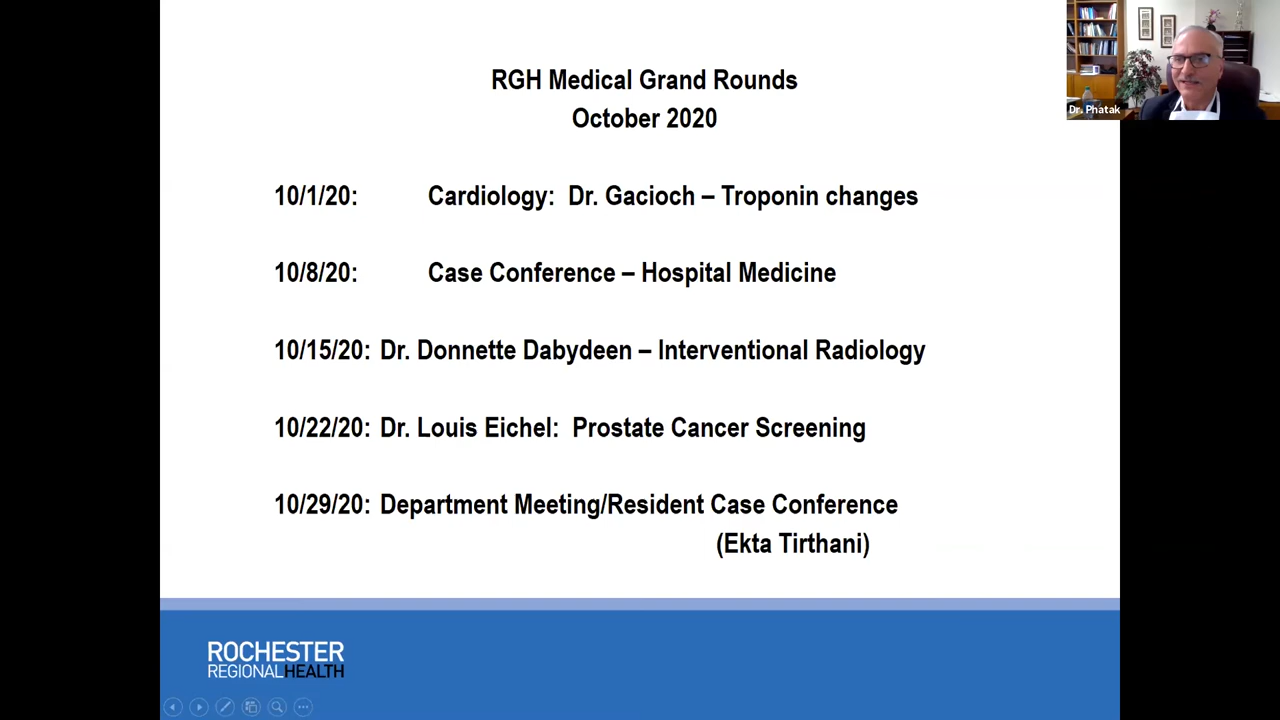 RGH Medical Grand Rounds
October 2020
10/1/20: Cardiology: Dr. Gacioch – Troponin changes
10/8/20: Case Conference – Hospital Medicine
10/15/20: Dr. Donnette Dabydeen – Interventional Radiology
10/22/20: Dr. Louis Eichel: Prostate Cancer Screening
10/29/20: Department Meeting/Resident Case Conference
(Ekta Tirthani)
ROCHESTER
REGIONALHEALTH
Dr. Phatak